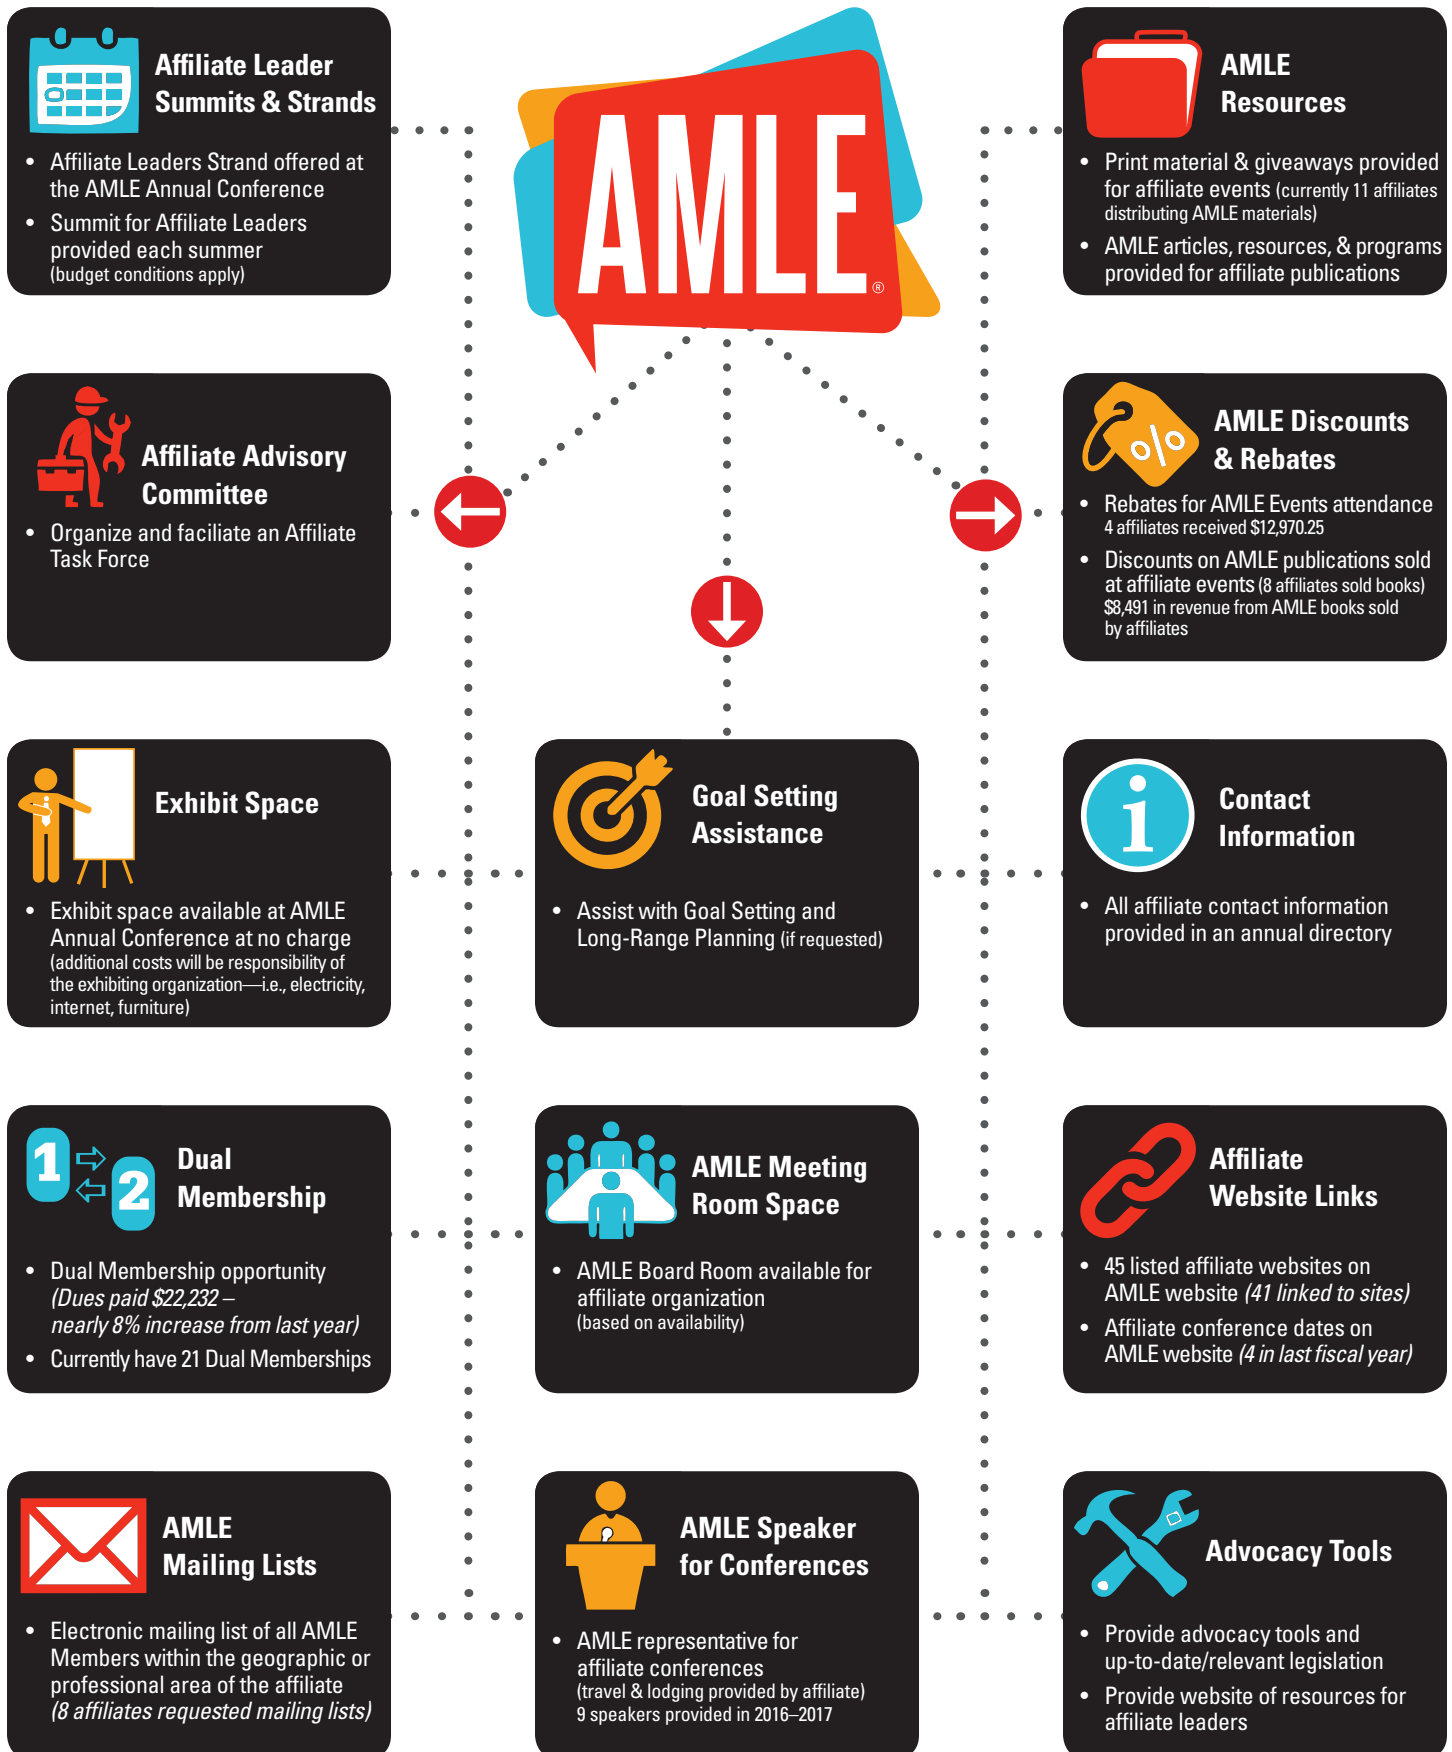 AMLE®
Affiliate Leader
Summits & Strands
• Affiliate Leaders Strand offered at
the AMLE Annual Conference
• Summit for Affiliate Leaders
provided each summer
(budget conditions apply)
AMLE
Resources
• Print material & giveaways provided
for affiliate events (currently 11 affiliates
distributing AMLE materials)
• AMLE articles, resources, & programs
provided for affiliate publications
Affiliate Advisory
Committee
• Organize and faciliate an Affiliate
Task Force
%
AMLE Discounts
& Rebates
• Rebates for AMLE Events attendance
4 affiliates received $12,970.25
• Discounts on AMLE publications sold
at affiliate events (8 affiliates sold books)
$8,491 in revenue from AMLE books sold
by affiliates
Exhibit Space
• Exhibit space available at AMLE
Annual Conference at no charge
(additional costs will be responsibility of
the exhibiting organization—i.e., electricity,
internet, furniture)
Goal Setting
Assistance
• Assist with Goal Setting and
Long-Range Planning (if requested)
i
Contact
Information
• All affiliate contact information
provided in an annual directory
1
2
Dual
Membership
• Dual Membership opportunity
(Dues paid $22,232 –
nearly 8% increase from last year)
• Currently have 21 Dual Memberships
AMLE Meeting
Room Space
• AMLE Board Room available for
affiliate organization
(based on availability)
Affiliate
Website Links
• 45 listed affiliate websites on
AMLE website (41 linked to sites)
• Affiliate conference dates on
AMLE website (4 in last fiscal year)
AMLE
Mailing Lists
• Electronic mailing list of all AMLE
Members within the geographic or
professional area of the affiliate
(8 affiliates requested mailing lists)
AMLE Speaker
for Conferences
• AMLE representative for
affiliate conferences
(travel & lodging provided by affiliate)
9 speakers provided in 2016–2017
Advocacy Tools
• Provide advocacy tools and
up-to-date/relevant legislation
• Provide website of resources for
affiliate leaders